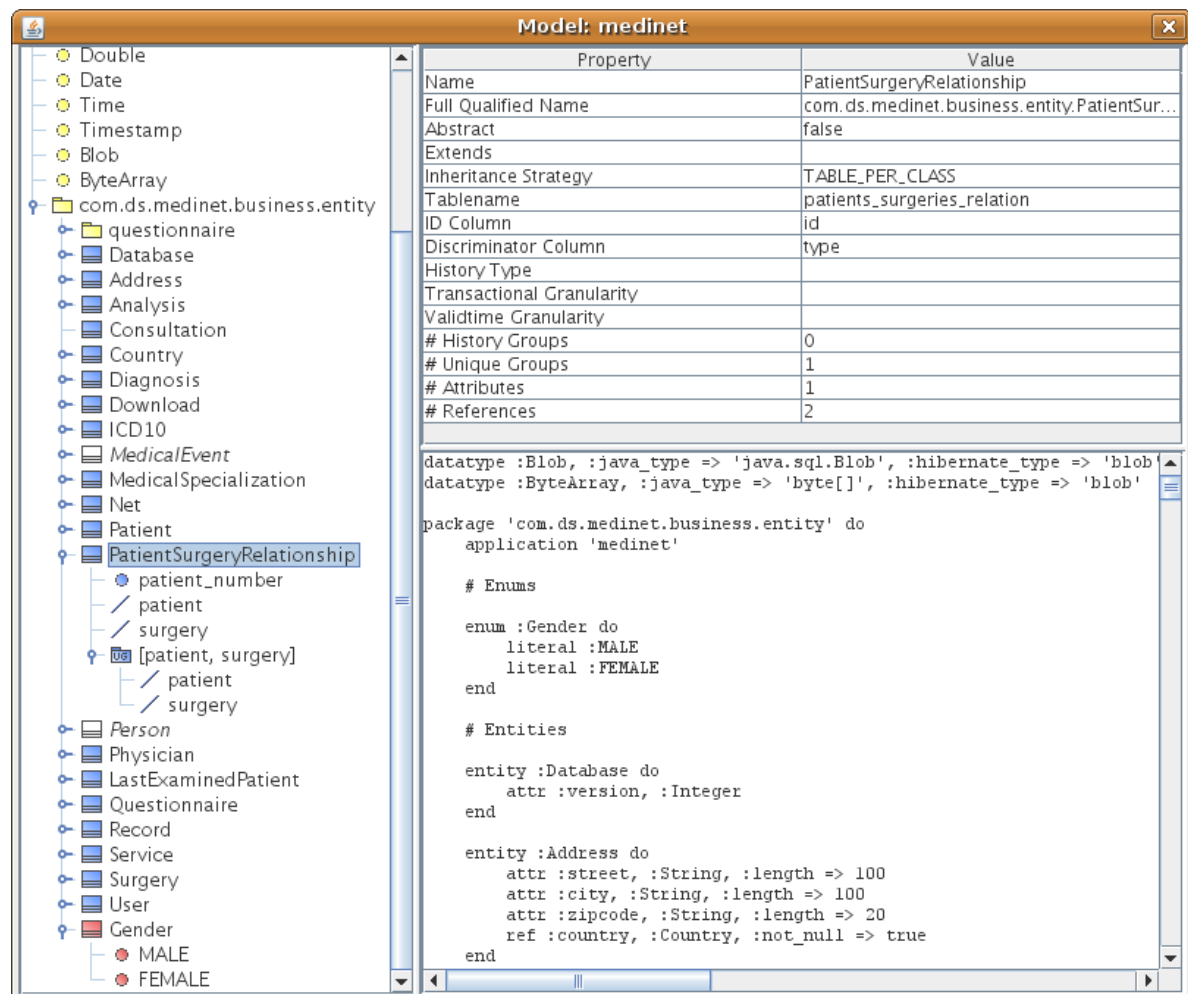 Model: medinet
Double
Date
Time
Timestamp
Blob
ByteArray
com.ds.medinet.business.entity
questionnaire
Database
Address
Analysis
Consultation
Country
Diagnosis
Download
ICD10
MedicalEvent
MedicalSpecialization
Net
Patient
PatientSurgeryRelationship
patient_number
patient
surgery
UG [patient, surgery]
patient
surgery
Person
Physician
LastExaminedPatient
Questionnaire
Record
Service
Surgery
User
Gender
MALE
FEMALE
Property Value
Name PatientSurgeryRelationship
Full Qualified Name com.ds.medinet.business.entity.PatientSur...
Abstract false
Extends
Inheritance Strategy TABLE_PER_CLASS
Tablename patients_surgeries_relation
ID Column id
Discriminator Column type
History Type
Transactional Granularity
Validtime Granularity
# History Groups 0
# Unique Groups 1
# Attributes 1
# References 2
datatype :Blob, :java_type => 'java.sql.Blob', :hibernate_type => 'blob'
datatype :ByteArray, :java_type => 'byte[]', :hibernate_type => 'blob'
package 'com.ds.medinet.business.entity' do
application 'medinet'
# Enums
enum :Gender do
literal :MALE
literal :FEMALE
end
# Entities
entity :Database do
attr :version, :Integer
end
entity :Address do
attr :street, :String, :length => 100
attr :city, :String, :length => 100
attr :zipcode, :String, :length => 20
ref :country, :Country, :not_null => true
end